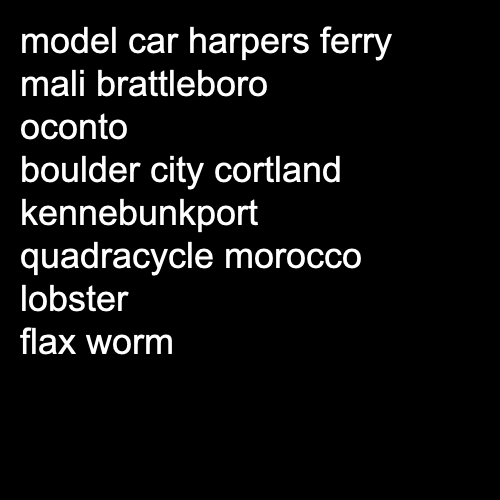 model car harpers ferry
mali brattleboro
oconto
boulder city cortland
kennebunkport
quadracycle morocco
lobster
flax worm